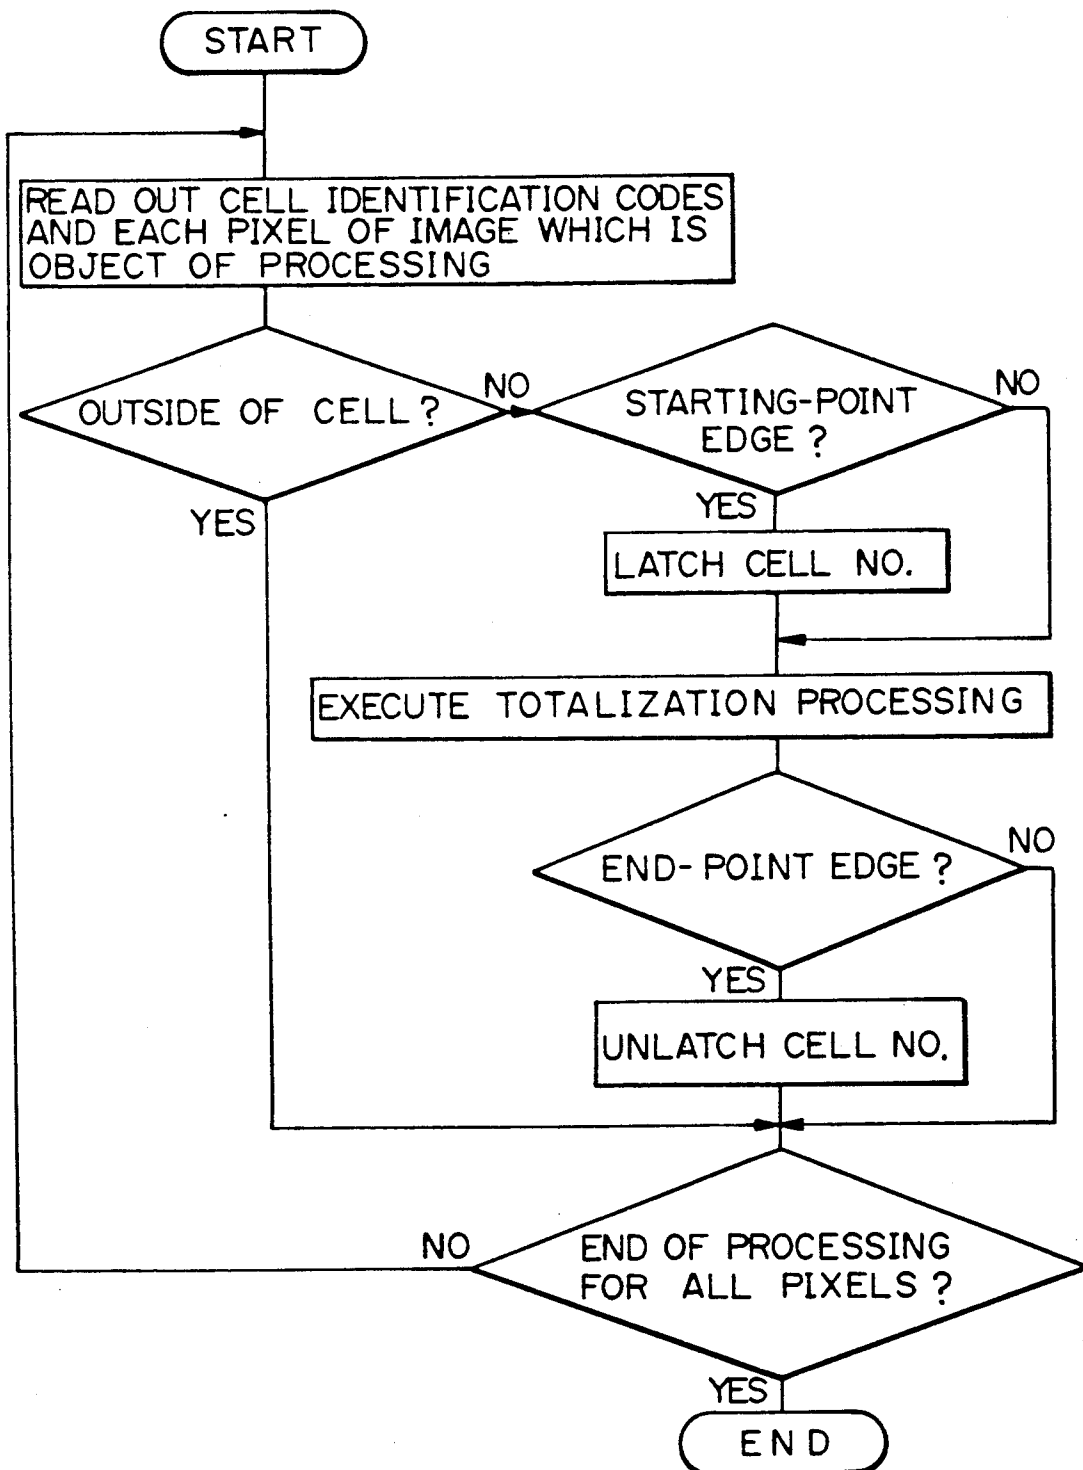 START
READ OUT CELL IDENTIFICATION CODES
AND EACH PIXEL OF IMAGE WHICH IS
OBJECT OF PROCESSING
OUTSIDE OF CELL?
NO
YES
STARTING-POINT
EDGE?
NO
YES
LATCH CELL NO.
EXECUTE TOTALIZATION PROCESSING
END-POINT EDGE?
NO
YES
UNLATCH CELL NO.
END OF PROCESSING
FOR ALL PIXELS?
NO
YES
END